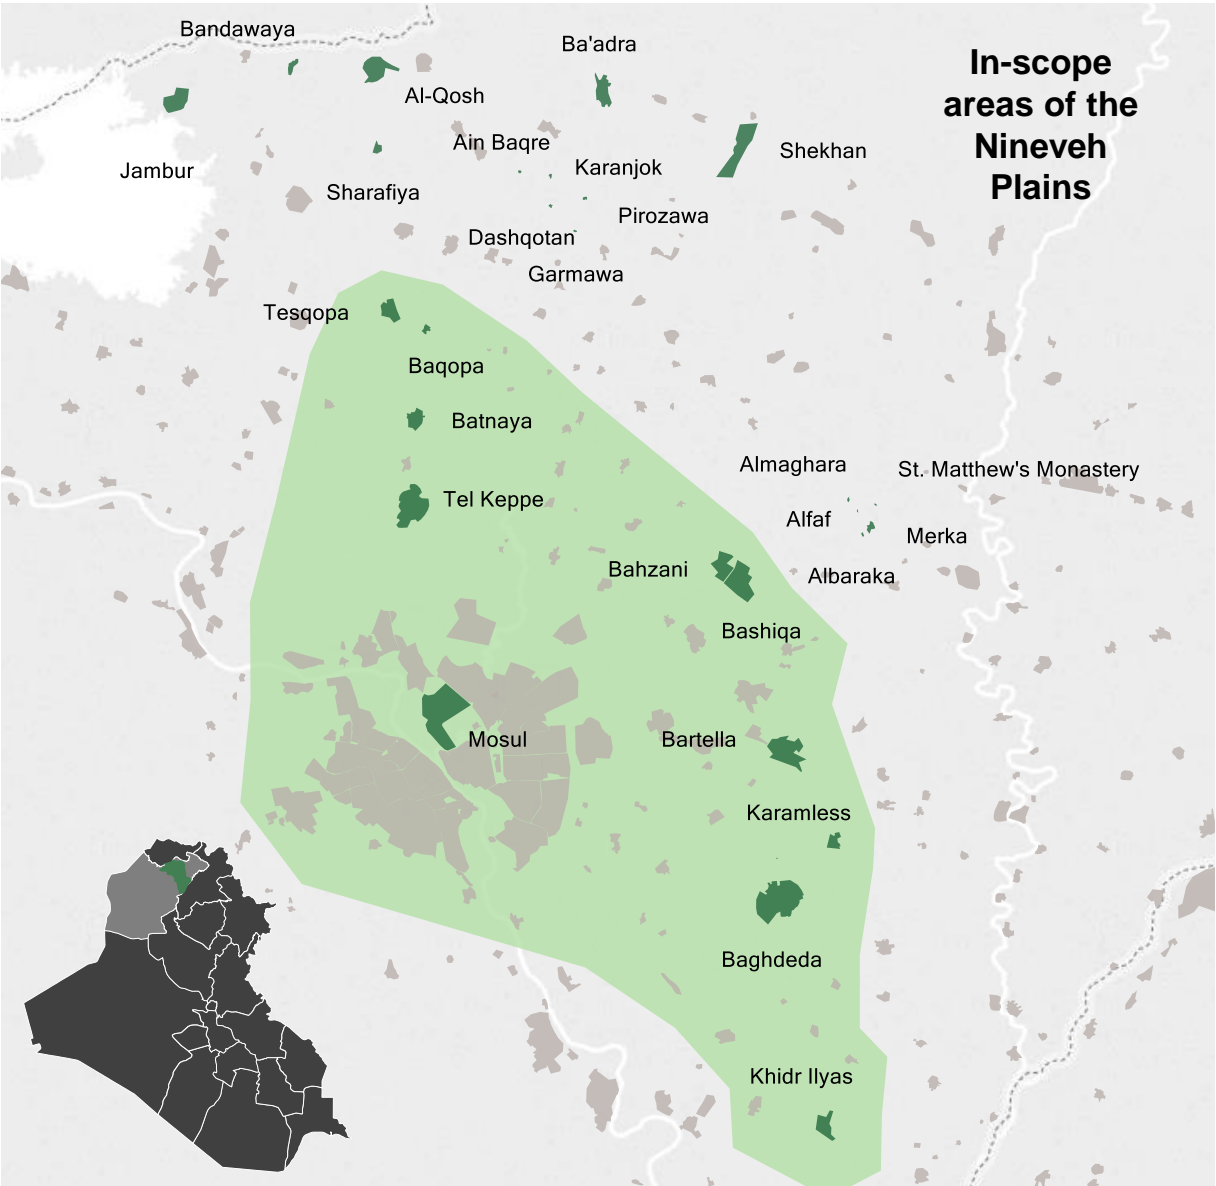 Bandawaya
Ba'adra
In-scope
areas of the
Nineveh
Plains
Al-Qosh
Ain Baqre
Shekhan
Jambur
Karanjok
Sharafiya
Pirozawa
Dashqotan
Garmawa
Tesqopa
Baqopa
Batnaya
Almaghara
St. Matthew's Monastery
Tel Keppe
Alfaf
Merka
Bahzani
Albaraka
Bashiqa
Mosul
Bartella
Karamless
Baghdeda
Khidr Ilyas